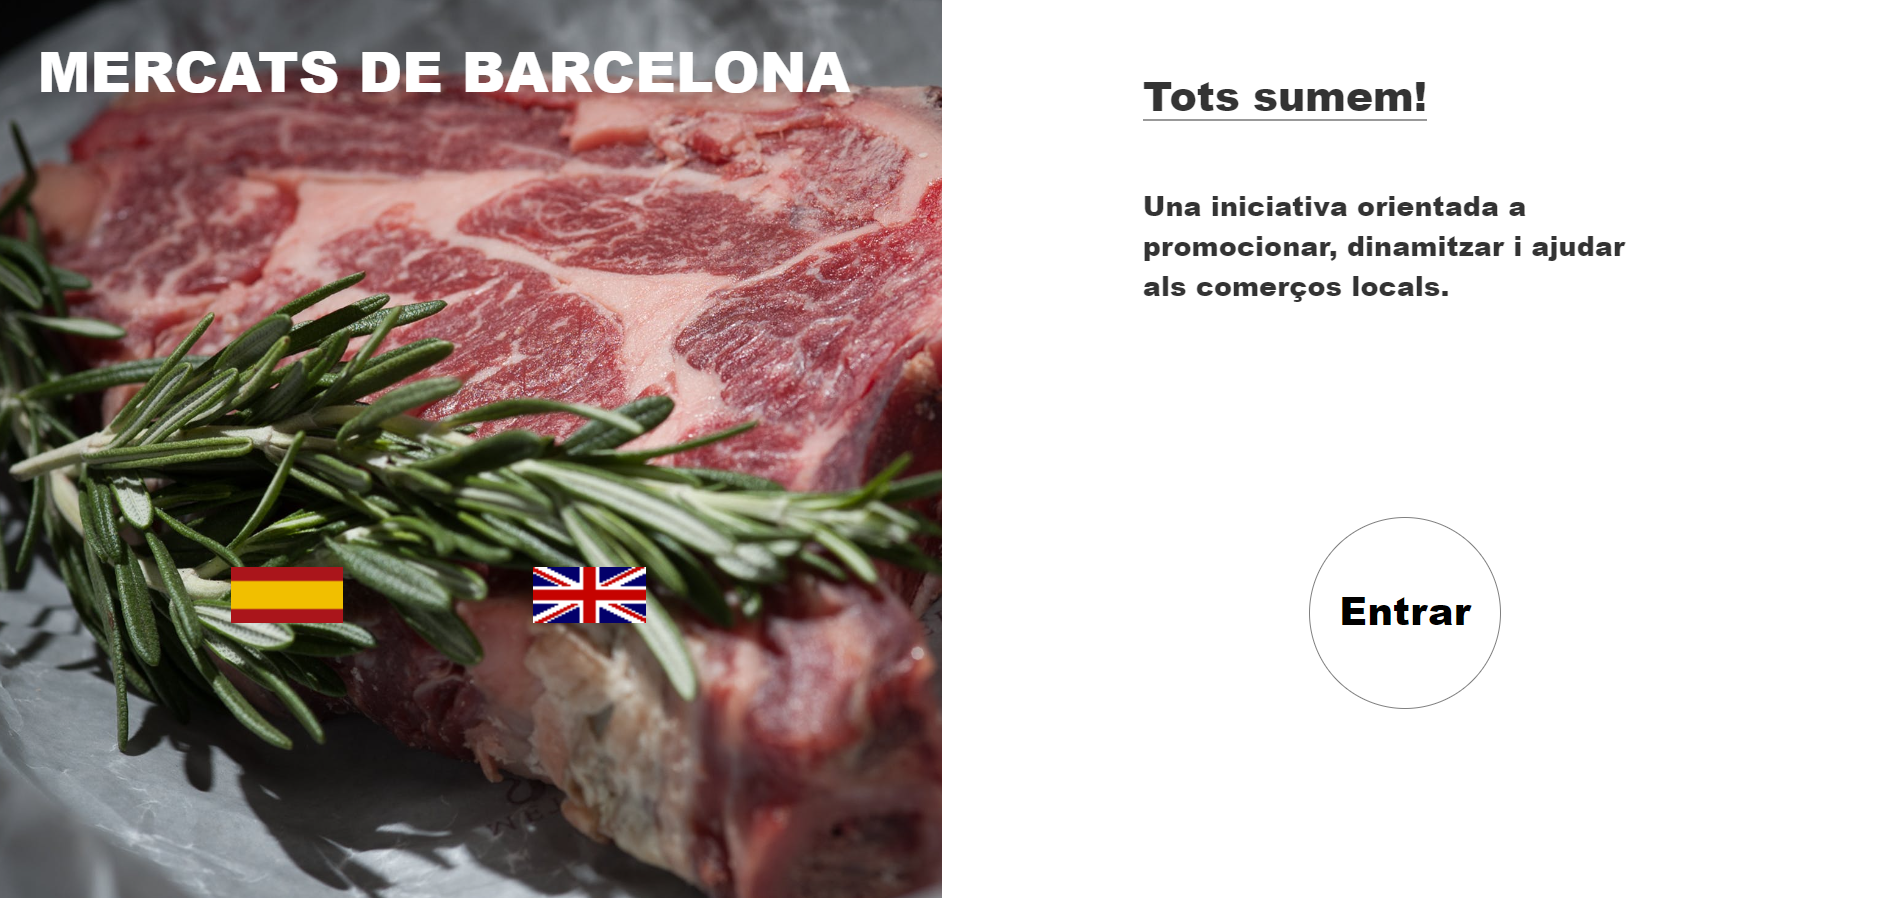 MERCATS DE BARCELONA
Tots sumem!
Una iniciativa orientada a
promocionar, dinamitzar i ajudar
als comerços locals.
Entrar